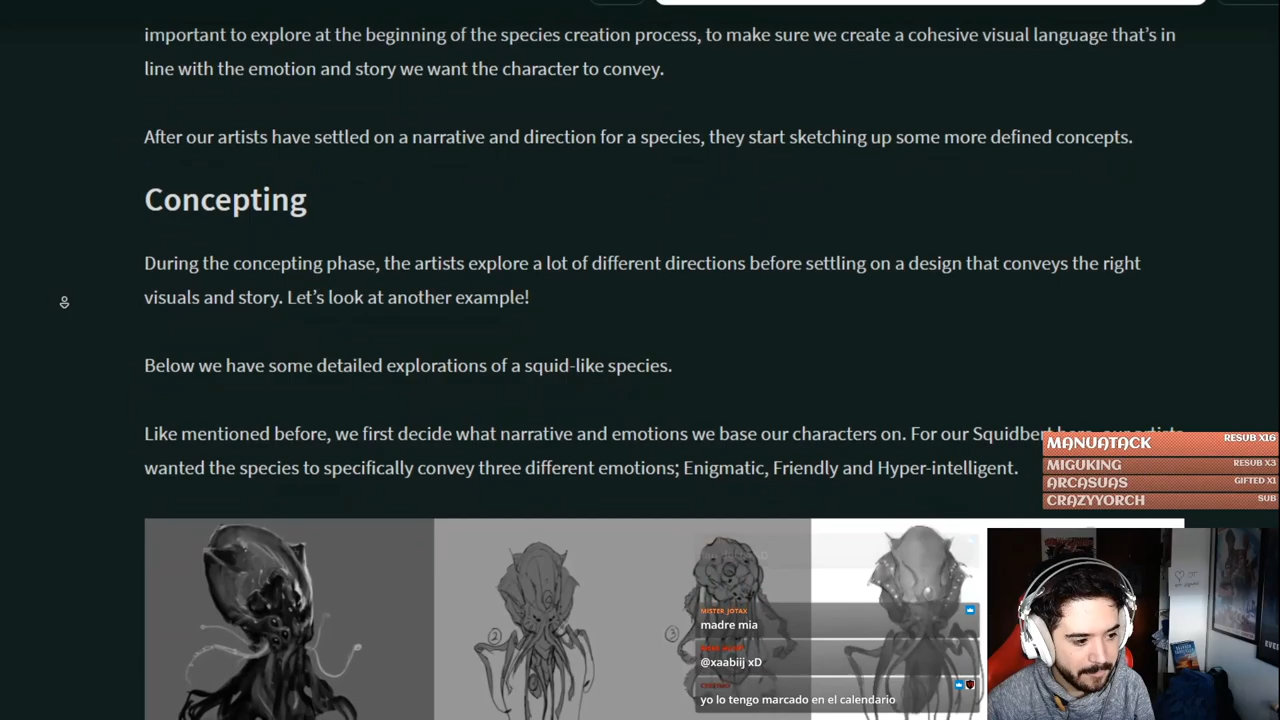 important to explore at the beginning of the species creation process, to make sure we create a cohesive visual language that's in
line with the emotion and story we want the character to convey.
After our artists have settled on a narrative and direction for a species, they start sketching up some more defined concepts.
Concepting
During the concepting phase, the artists explore a lot of different directions before settling on a design that conveys the right
visuals and story. Let's look at another example!
Below we have some detailed explorations of a squid-like species.
Like mentioned before, we first decide what narrative and emotions we base our characters on. For our Squidbert
wanted the species to specifically convey three different emotions; Enigmatic, Friendly and Hyper-intelligent.
MANUATACK RESUB X16
MIGUKING RESUB X3
ARCASUAS GIFTED X1
CRAZYYORCH SUB
2
3
MISTER_JOTAX
madre mia
@xaabiij xD
yo lo tengo marcado en el calendario